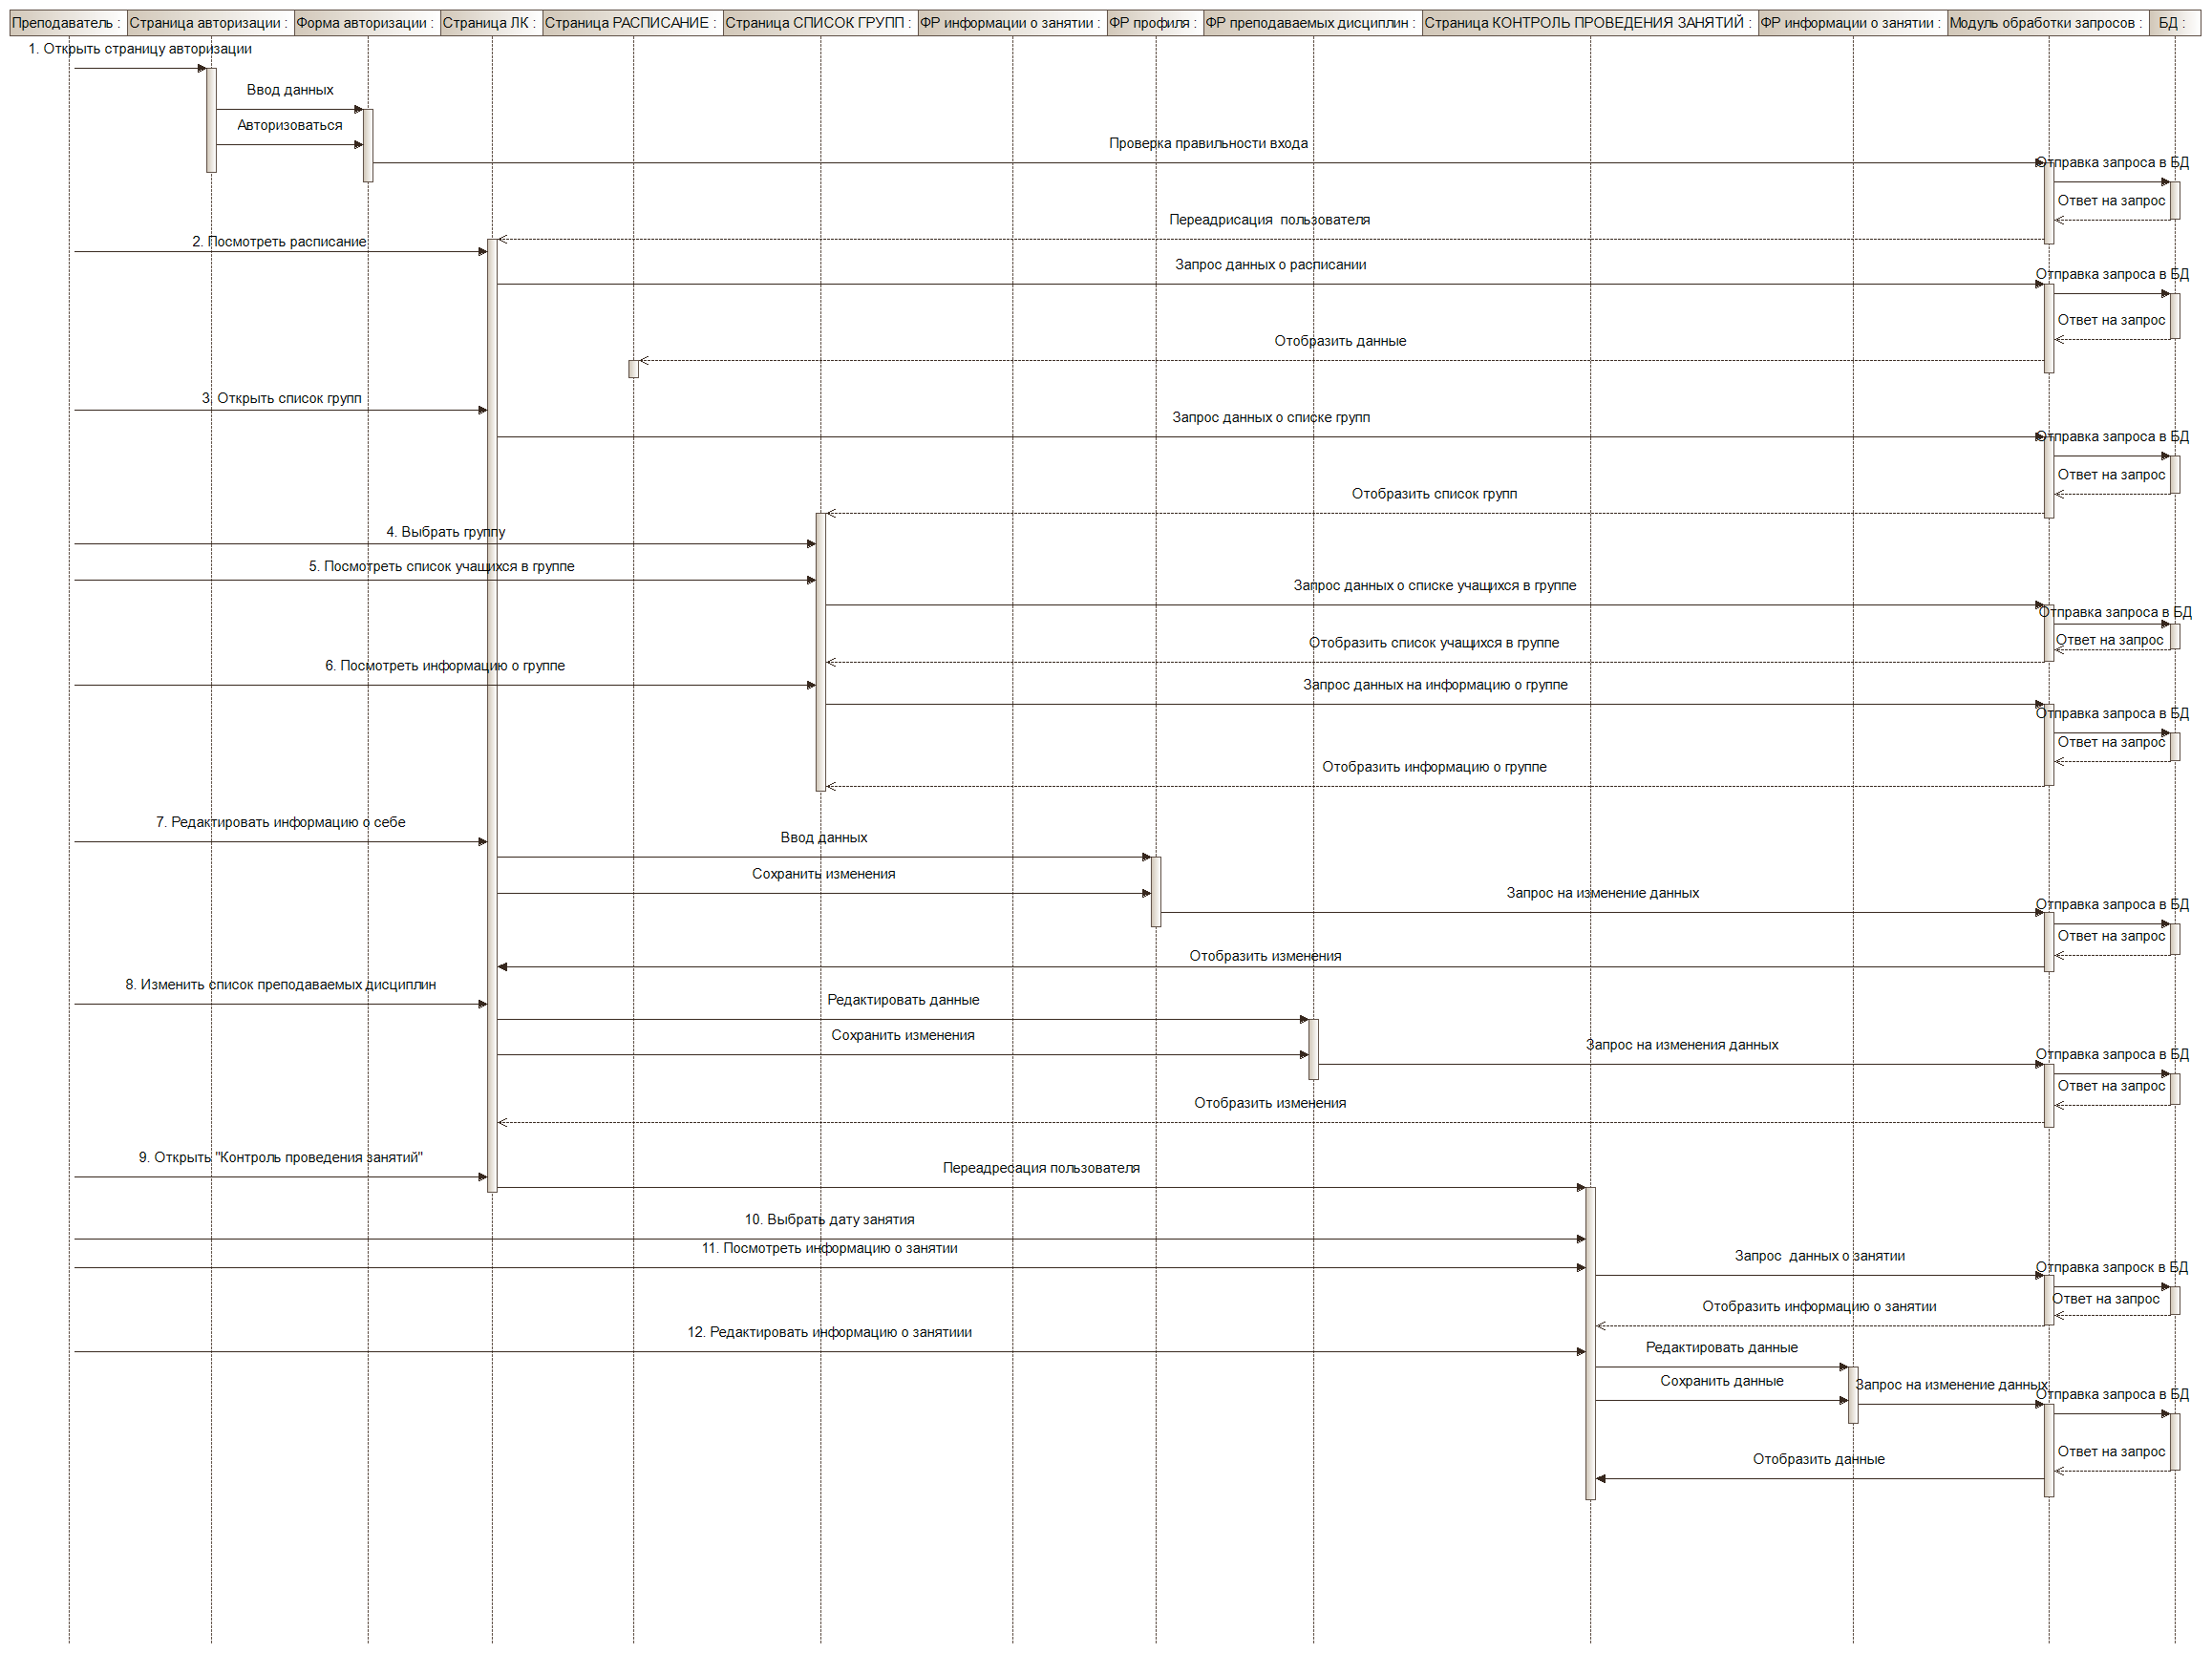 Преподаватель :
Страница авторизации :
Форма авторизации :
Страница ЛК :
Страница РАСПИСАНИЕ :
Страница СПИСОК ГРУПП :
ФР информации о занятии :
ФР профиля :
ФР преподаваемых дисциплин :
Страница КОНТРОЛЬ ПРОВЕДЕНИЯ ЗАНЯТИЙ :
ФР информации о занятии :
Модуль обработки запросов :
БД :
1. Открыть страницу авторизации
Ввод данных
Авторизоваться
Проверка правильности входа
Отправка запроса в БД
Ответ на запрос
Переадрисация  пользователя
2. Посмотреть расписание
Запрос данных о расписании
Отправка запроса в БД
Ответ на запрос
Отобразить данные
3. Открыть список групп
Запрос данных о списке групп
Отправка запроса в БД
Ответ на запрос
Отобразить список групп
4. Выбрать группу
5. Посмотреть список учащихся в группе
Запрос данных о списке учащихся в группе
Отправка запроса в БД
Ответ на запрос
Отобразить список учащихся в группе
6. Посмотреть информацию о группе
Запрос данных на информацию о группе
Отправка запроса в БД
Ответ на запрос
Отобразить информацию о группе
7. Редактировать информацию о себе
Ввод данных
Сохранить изменения
Запрос на изменение данных
Отправка запроса в БД
Ответ на запрос
Отобразить изменения
8. Изменить список преподаваемых дисциплин
Редактировать данные
Сохранить изменения
Запрос на изменения данных
Отправка запроса в БД
Ответ на запрос
Отобразить изменения
9. Открыть "Контроль проведения занятий"
Переадресация пользователя
10. Выбрать дату занятия
11. Посмотреть информацию о занятии
Запрос  данных о занятии
Отправка запроск в БД
Ответ на запрос
Отобразить информацию о занятии
12. Редактировать информацию о занятиии
Редактировать данные
Сохранить данные
Запрос на изменение данных
Отправка запроса в БД
Ответ на запрос
Отобразить данные